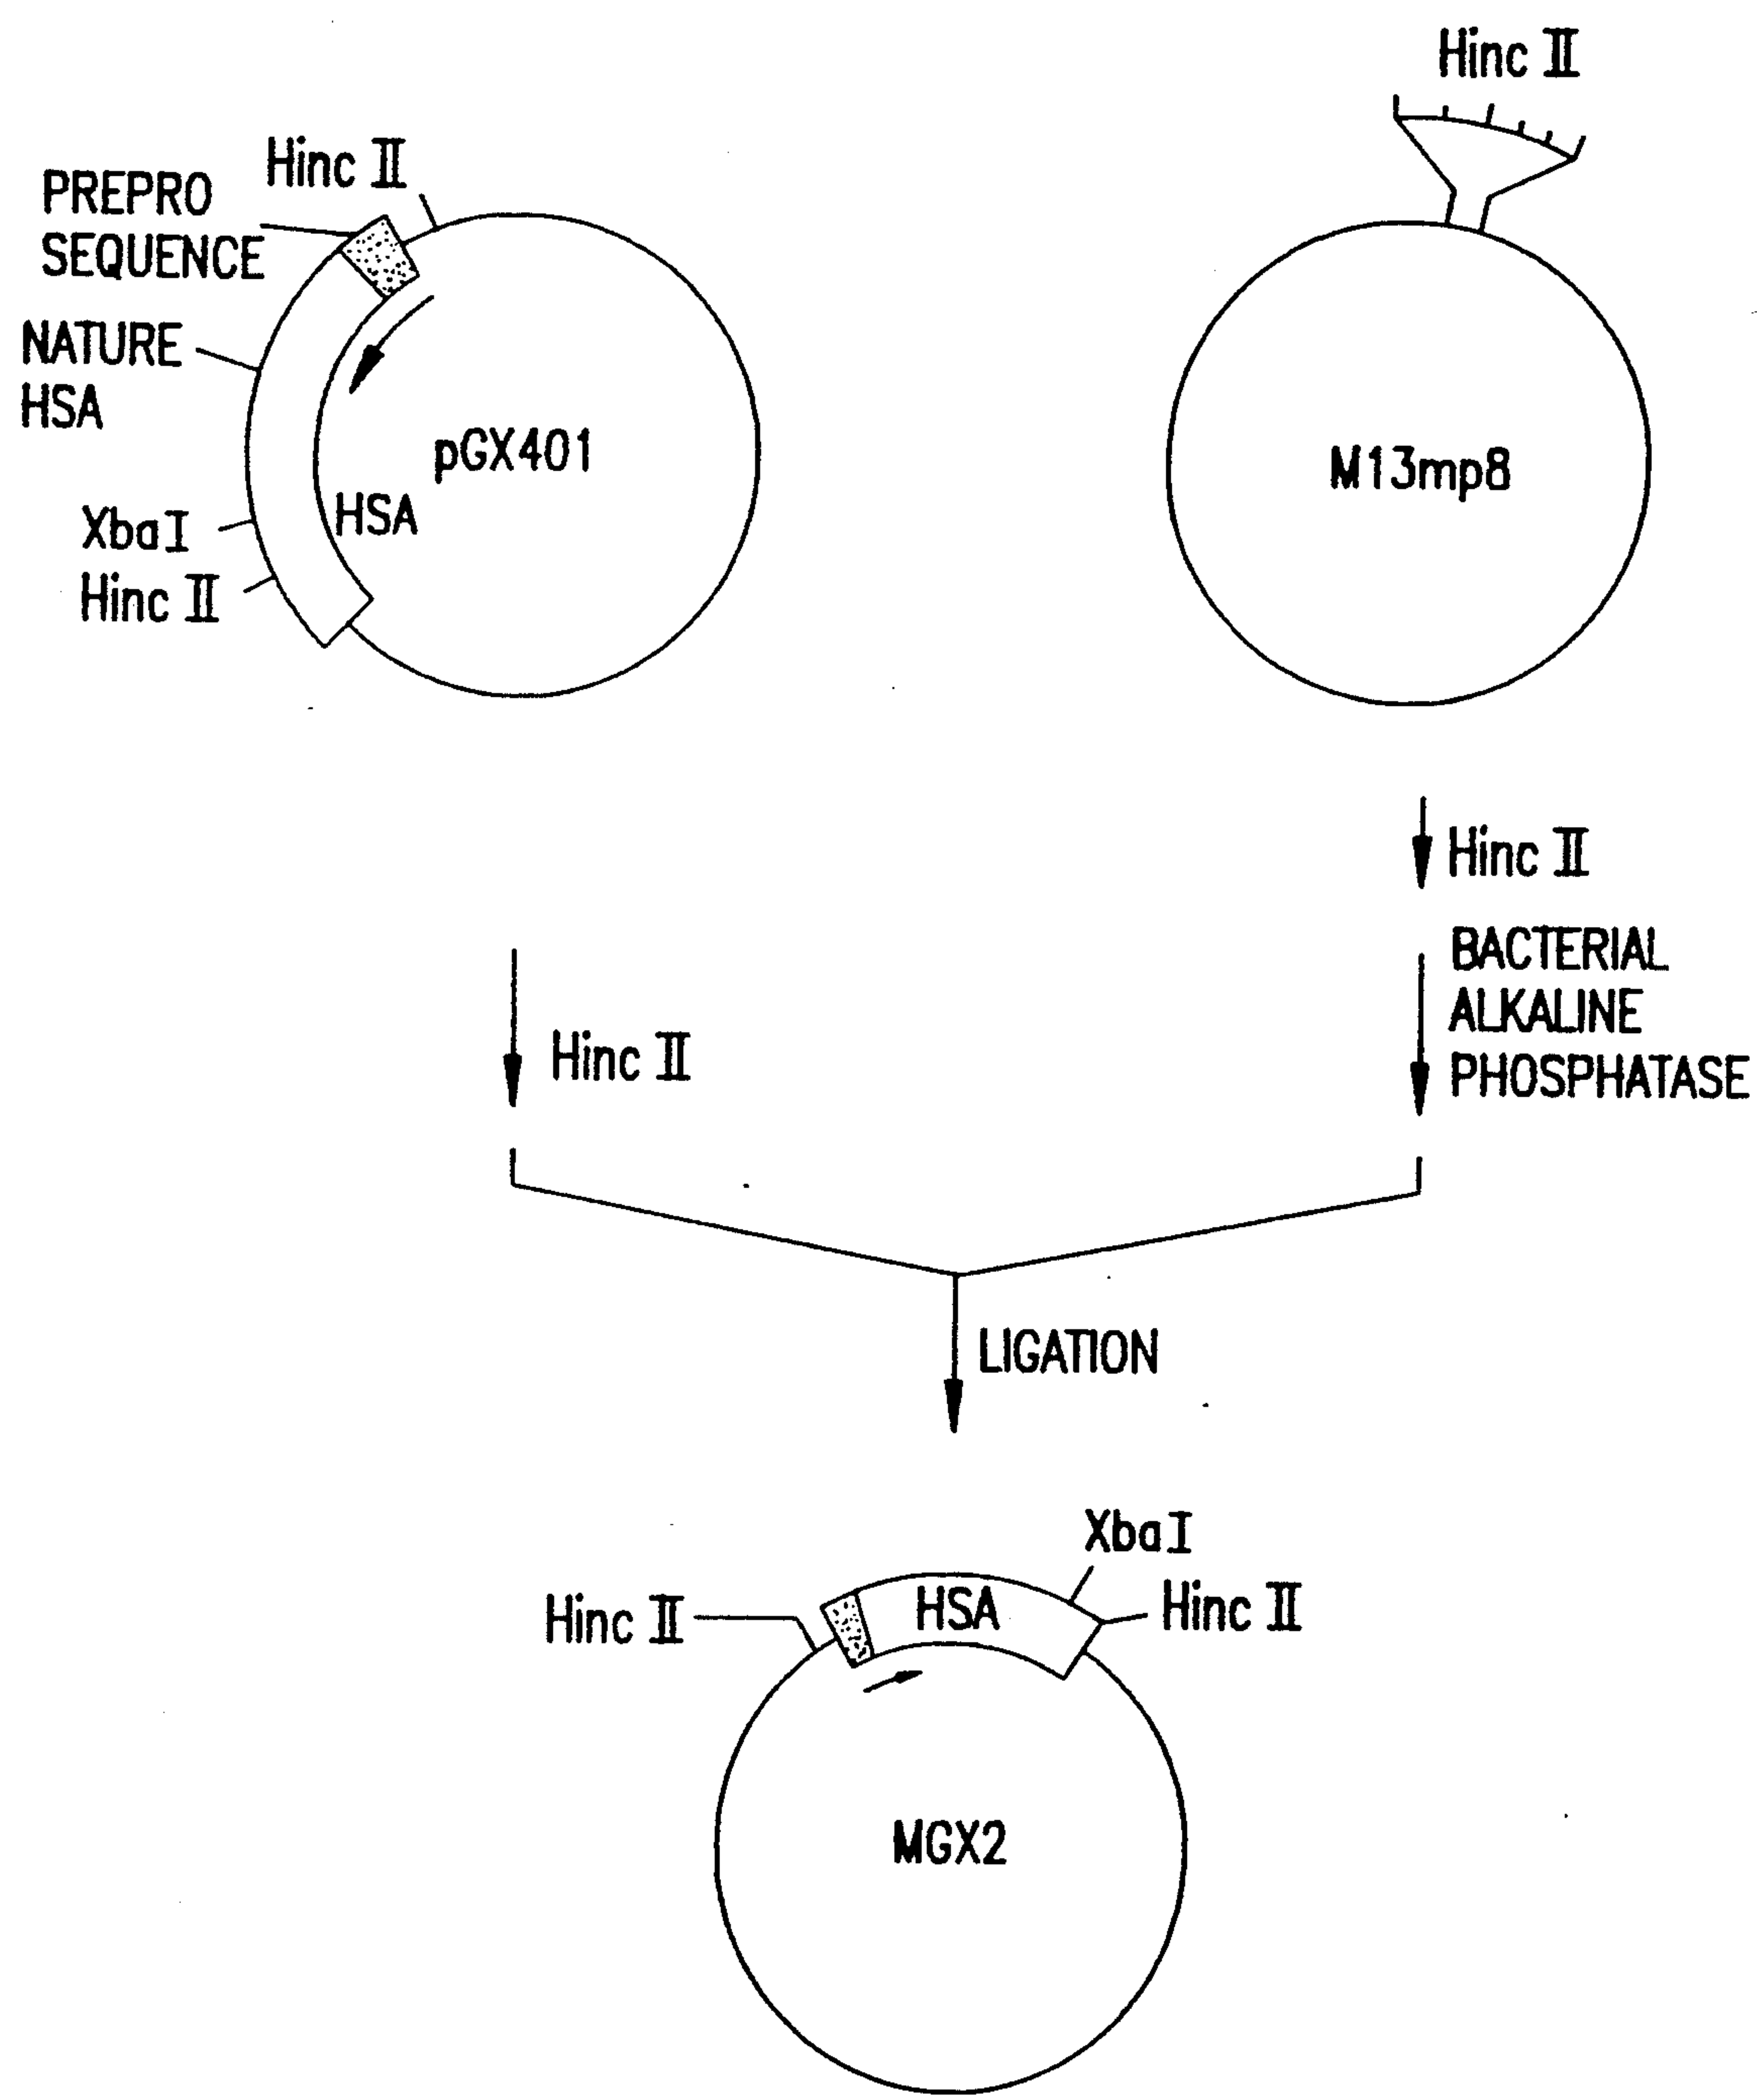 Hinc II
Hinc II
PREPRO
SEQUENCE
NATURE
HSA
pGX401
HSA
XbaI
Hinc II
M13mp8
Hinc II
BACTERIAL
ALKALINE
PHOSPHATASE
Hinc II
LIGATION
XbaI
Hinc II
HSA
Hinc II
MGX2